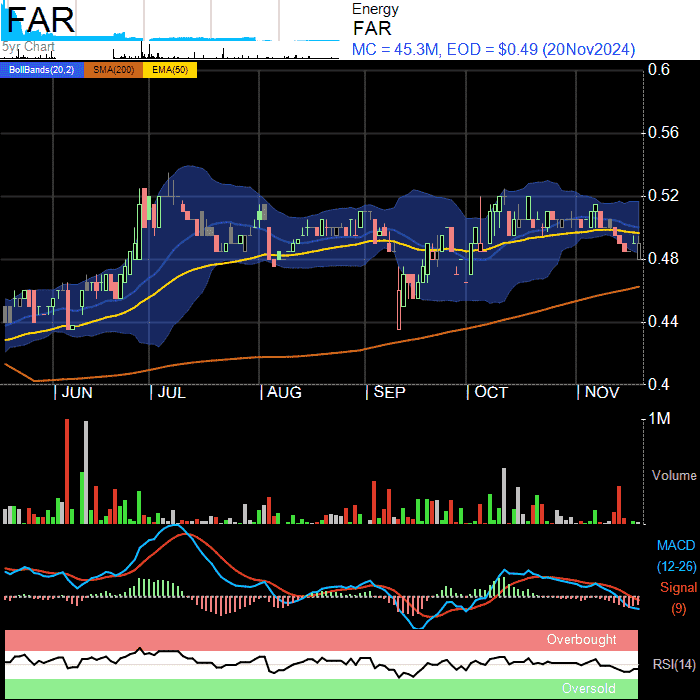 FAR
5yr Chart
Energy
FAR
MC = 45.3M, EOD = $0.49 (20Nov2024)
BollBands(20,2) SMA(200) EMA(50)
0.6
0.56
0.52
0.48
0.44
0.4
JUN JUL AUG SEP OCT NOV
1M
Volume
MACD
(12-26)
Signal
(9)
Overbought
RSI(14)
Oversold